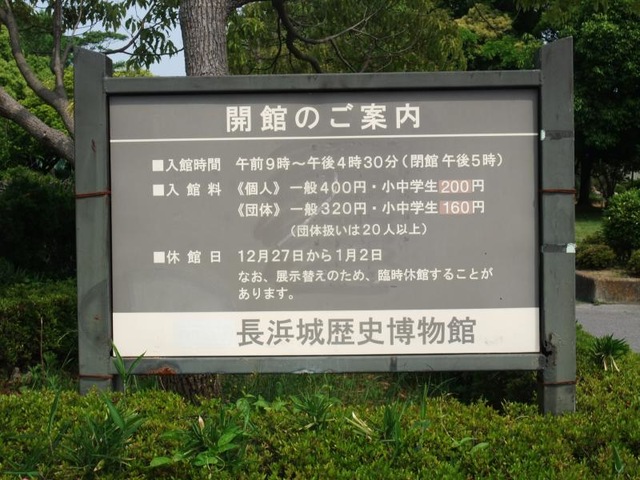 開館のご案内
■入館時間 午前9時～午後4時30分(閉館 午後5時)
■入館料 《個人》一般400円・小中学生200円
《団体》一般320円・小中学生160円
(団体扱いは20人以上)
■休館日 12月27日から1月2日
なお、展示替えのため、臨時休館することが
あります。
長浜城歴史博物館